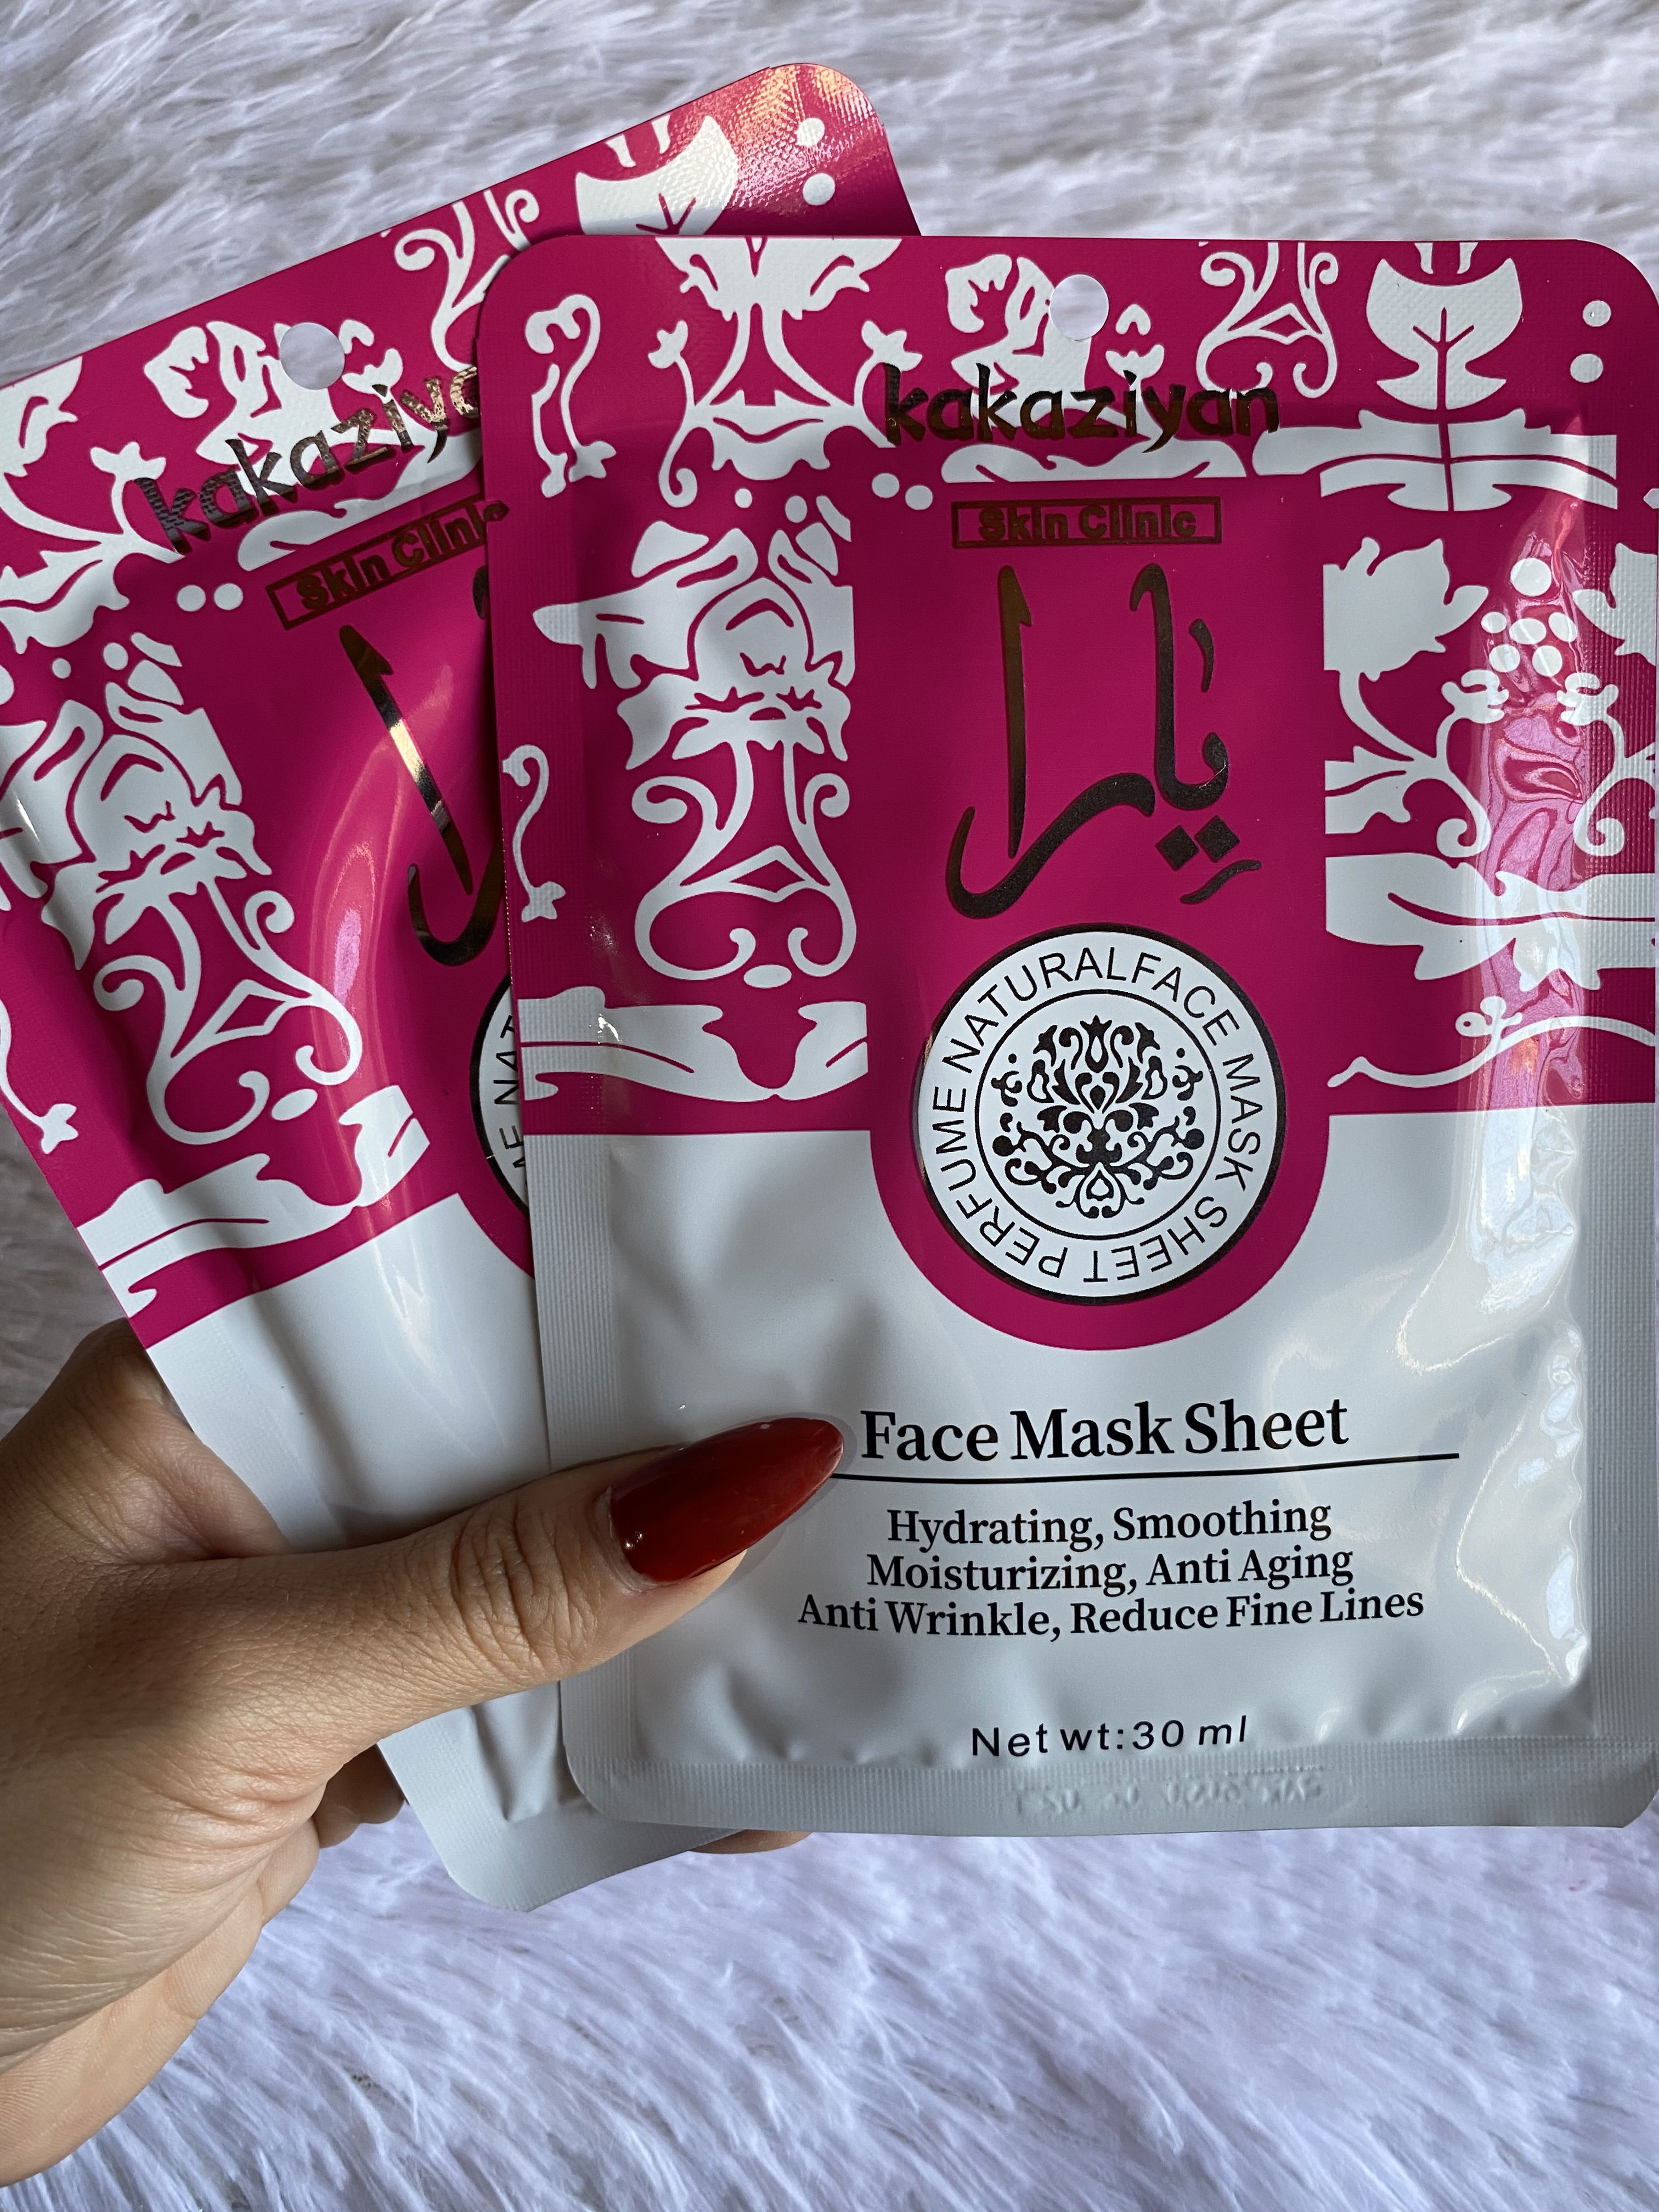 kakaziya
Skin Clinic
kakaziyan
Skin Clinic
یارا
PERFUME NATURALFACE MASK SHEET
Face Mask Sheet
Hydrating, Smoothing
Moisturizing, Anti Aging
Anti Wrinkle, Reduce Fine Lines
Net wt:30 ml